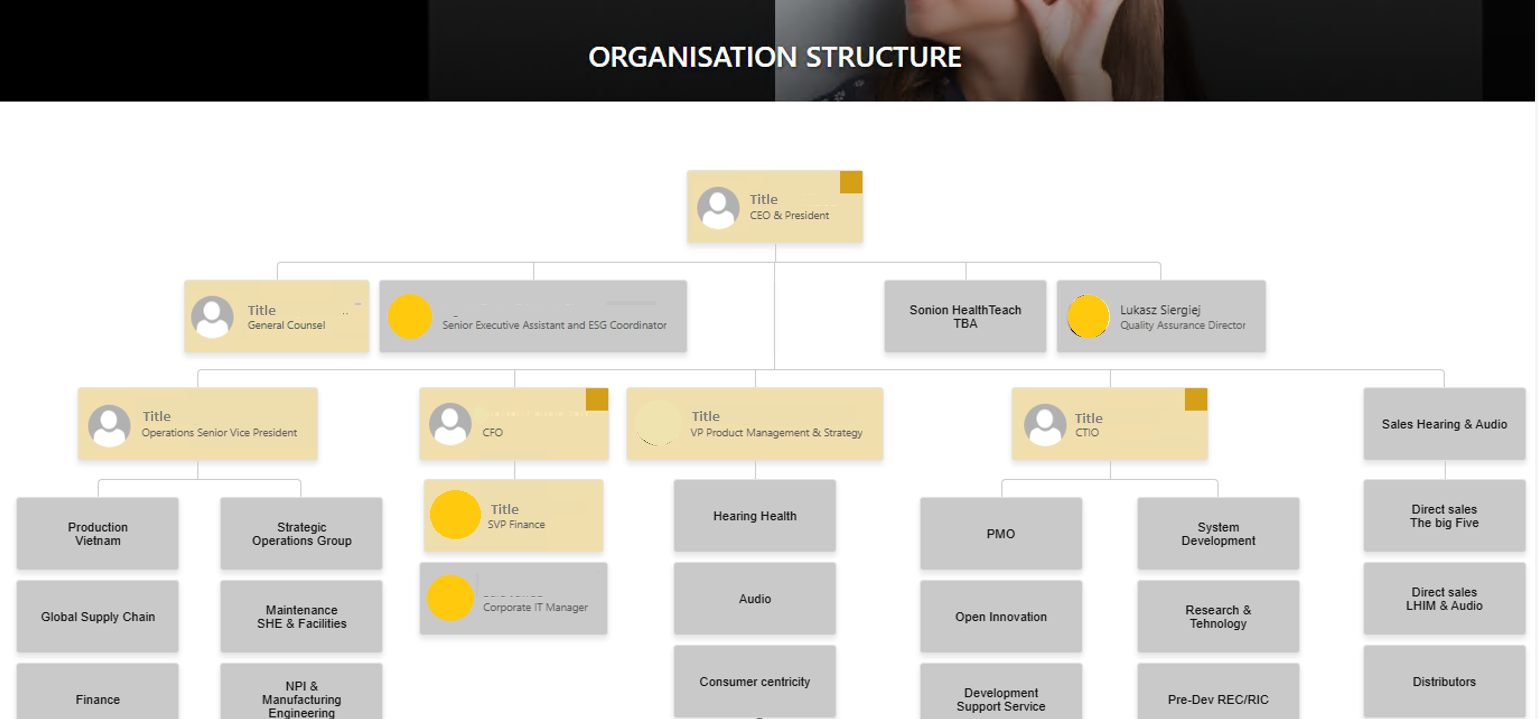 ORGANISATION STRUCTURE
Title
CEO & President
Title
General Counsel
Senior Executive Assistant and ESG Coordinator
Sonion HealthTeach
TBA
Lukasz Siergiej
Quality Assurance Director
Title
Operations Senior Vice President
Title
CFO
Title
VP Product Management & Strategy
Title
CTIO
Sales Hearing & Audio
Production
Vietnam
Strategic
Operations Group
Title
SVP Finance
Hearing Health
PMO
System
Development
Direct sales
The big Five
Global Supply Chain
Maintenance
SHE & Facilities
Corporate IT Manager
Audio
Open Innovation
Research &
Tehnology
Direct sales
LHIM & Audio
Finance
NPI &
Manufacturing
Engineering
Consumer centricity
Development
Support Service
Pre-Dev REC/RIC
Distributors